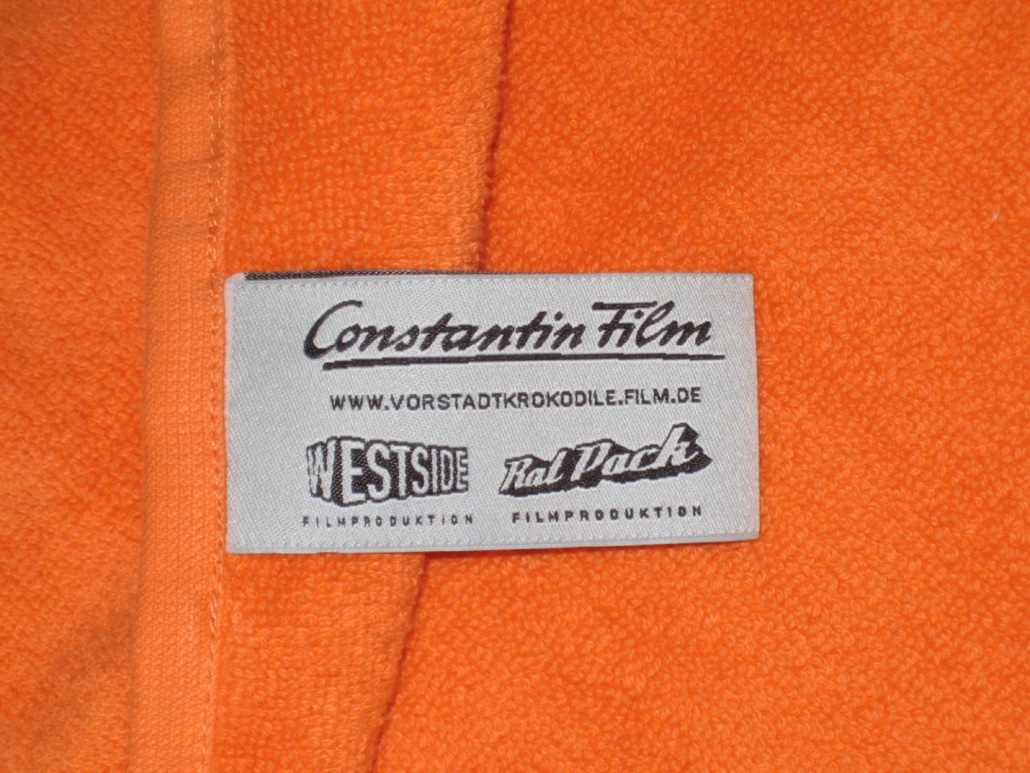 Constantin Film
WWW.VORSTADTKROKODILE.FILM.DE
WESTSIDE
FILMPRODUKTION
Rat Pack
FILMPRODUKTION